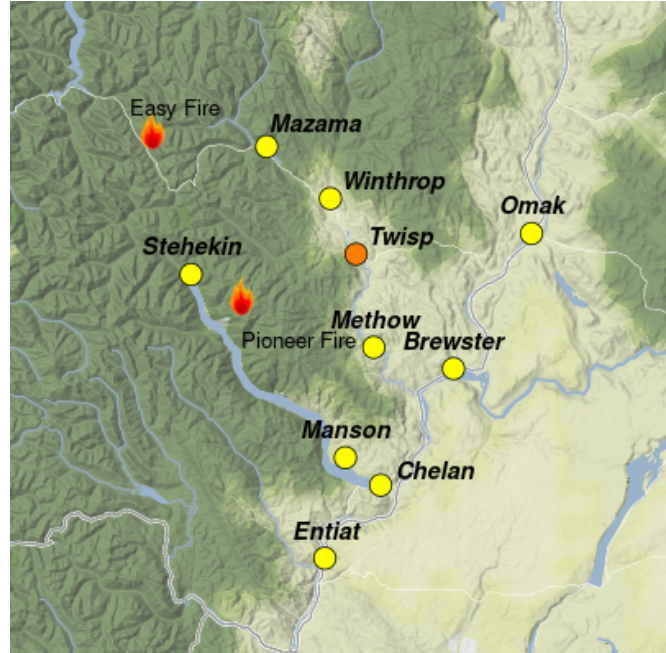 Easy Fire
Mazama
Winthrop
Omak
Twisp
Stehekin
Methow
Pioneer Fire
Brewster
Manson
Chelan
Entiat